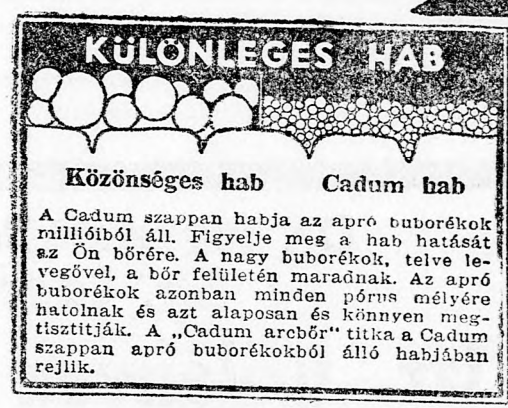 KÜLÖNLEGES HAB
Közönséges hab Cadum hab
A Cadum szappan habja az apró buborékok
millióiból áll. Figyelje meg a hab hatását
az Ön bőrére. A nagy buborékok, telve le-
vegővel, a bőr felületén maradnak. Az apró
buborékok azonban minden pórus mélyére
hatolnak és azt alaposan és könnyen meg-
tisztitják. A „Cadum arcbőr" titka a Cadum
szappan apró buborékokból álló habjában
rejlik.